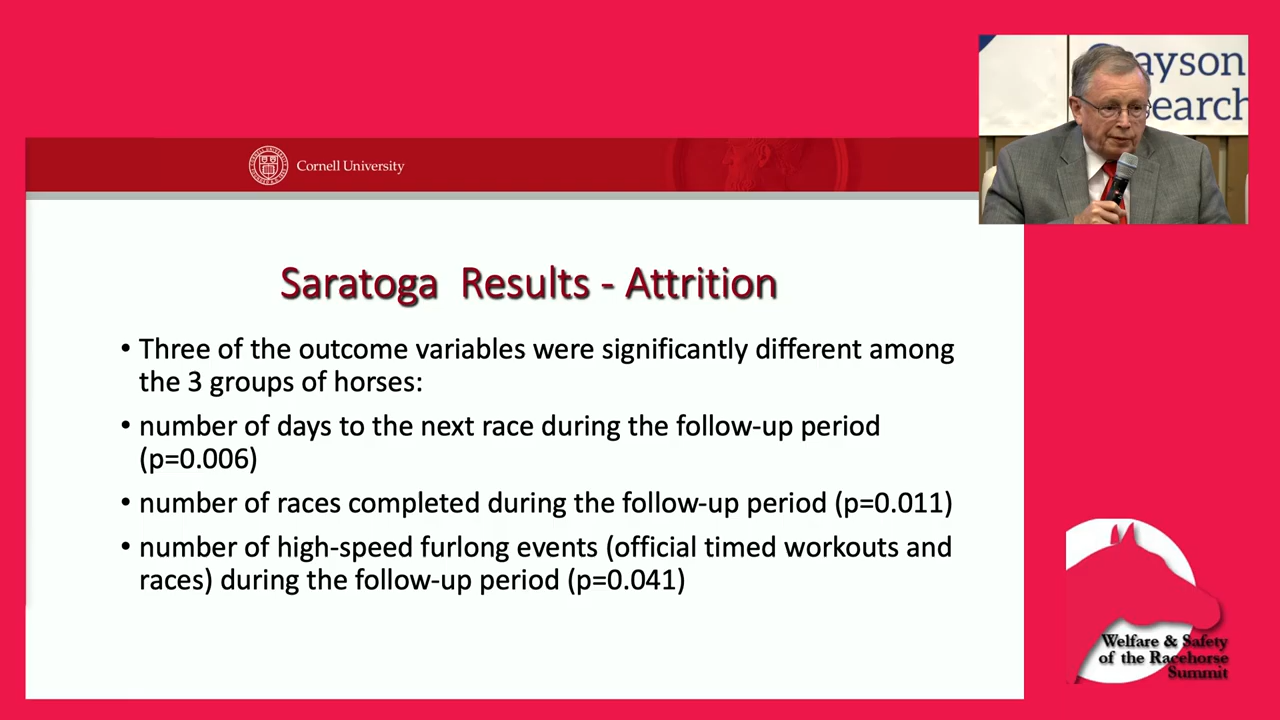 ayson
earch
Cornell University
Saratoga Results - Attrition
• Three of the outcome variables were significantly different among
the 3 groups of horses:
• number of days to the next race during the follow-up period
(p=0.006)
• number of races completed during the follow-up period (p=0.011)
• number of high-speed furlong events (official timed workouts and
races) during the follow-up period (p=0.041)
Welfare & Safety
of the Racehorse
Summit